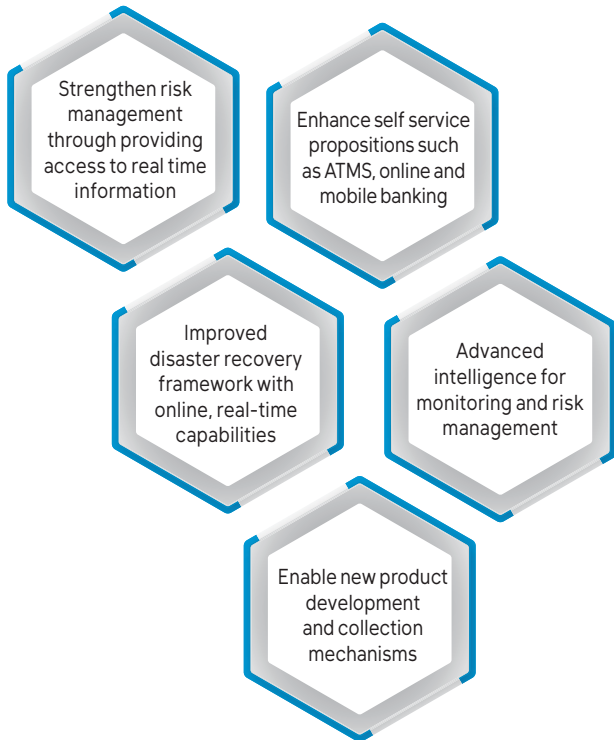 Strengthen risk
management
through providing
access to real time
information
Enhance self service
propositions such
as ATMS, online and
mobile banking
Improved
disaster recovery
framework with
online, real-time
capabilities
Advanced
intelligence for
monitoring and risk
management
Enable new product
development
and collection
mechanisms